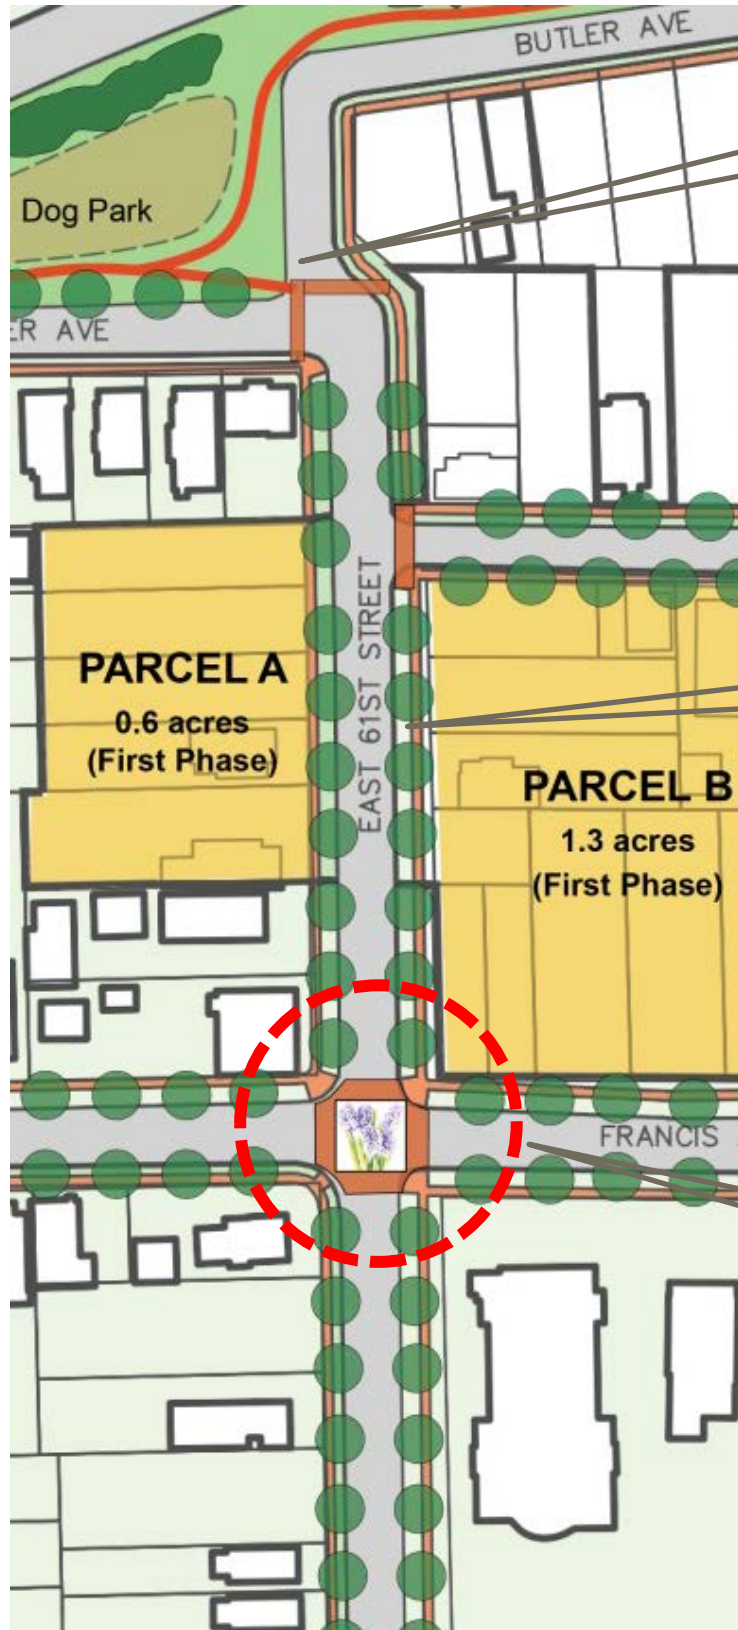 BUTLER AVE
Dog Park
ER AVE
EAST 61ST STREET
PARCEL A
0.6 acres
(First Phase)
PARCEL B
1.3 acres
(First Phase)
FRANCIS